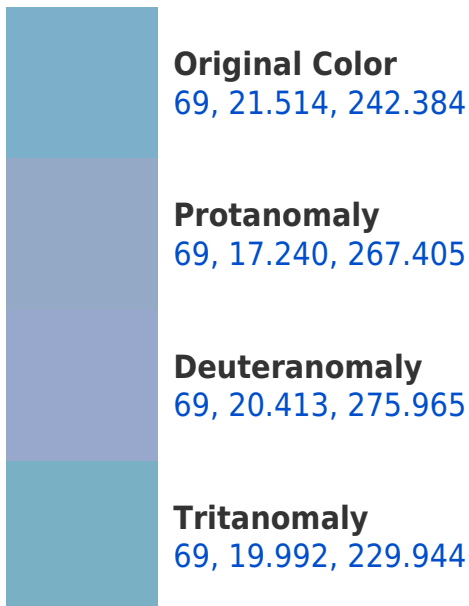 Original Color
69, 21.514, 242.384
Protanomaly
69, 17.240, 267.405
Deuteranomaly
69, 20.413, 275.965
Tritanomaly
69, 19.992, 229.944